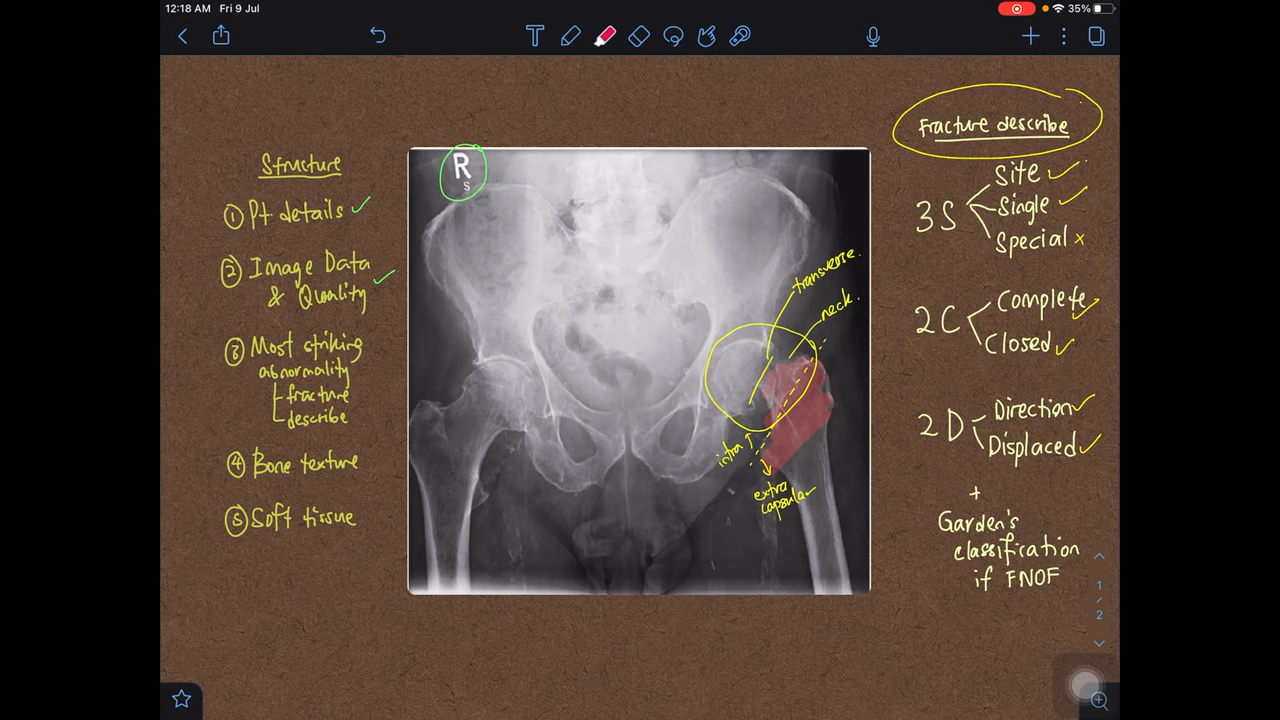 12:18 AM Fri 9 Jul
35%
Structure
① Pt. details ✓
② Image Data
& Quality ✓
③ Most striking
abnormality
fracture
describe
④ Bone texture
⑤ Soft tissue
R
S
transverse.
neck.
intra
extra
capsular
Fracture describe
3S
Site ✓
Single ✓
Special x
2C
Complete ✓
Closed ✓
2D
Direction ✓
Displaced ✓
+
Garden's
classification
if FNOF
1
/
2